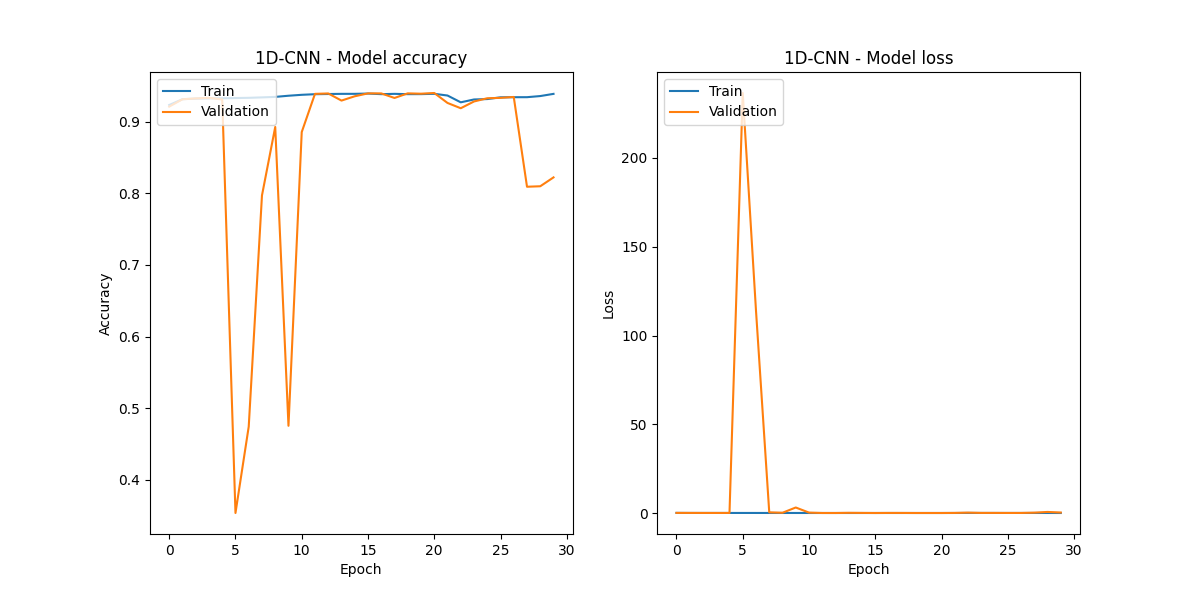 1D-CNN - Model accuracy
Train
Validation
0.9
0.8
0.7
0.6
0.5
0.4
Accuracy
0 5 10 15 20 25 30
Epoch
1D-CNN - Model loss
Train
Validation
200
150
100
50
0
Loss
0 5 10 15 20 25 30
Epoch